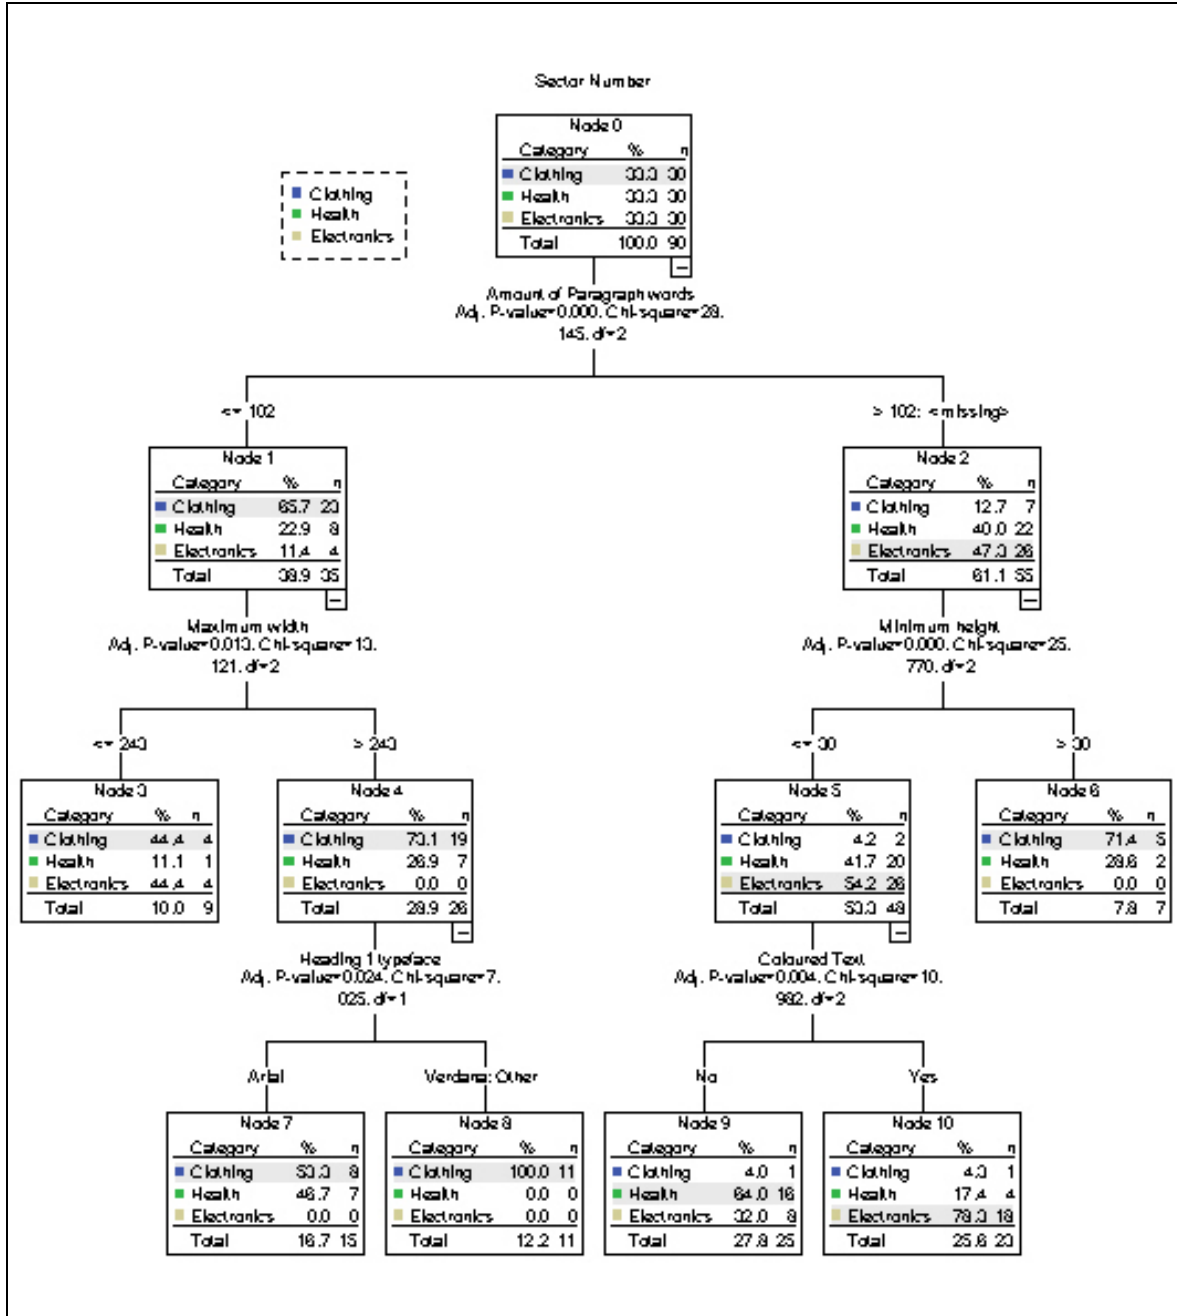 Sector Number
Node 0
Category % n
Clothing 33.3 30
Health 33.3 30
Electronics 33.3 30
Total 100.0 90
Clothing
Health
Electronics
Amount of Paragraph words
Adj. P-value=0.000, Chi-square=28.
145, df=2
<= 102
> 102; <missing>
Node 1
Category % n
Clothing 65.7 23
Health 22.9 8
Electronics 11.4 4
Total 38.9 35
Node 2
Category % n
Clothing 12.7 7
Health 40.0 22
Electronics 47.3 26
Total 61.1 55
Maximum width
Adj. P-value=0.013, Chi-square=13.
121, df=2
Minimum height
Adj. P-value=0.000, Chi-square=25.
770, df=2
<= 243
> 243
<= 30
> 30
Node 3
Category % n
Clothing 44.4 4
Health 11.1 1
Electronics 44.4 4
Total 10.0 9
Node 4
Category % n
Clothing 73.1 19
Health 26.9 7
Electronics 0.0 0
Total 28.9 26
Node 5
Category % n
Clothing 4.2 2
Health 41.7 20
Electronics 54.2 26
Total 53.3 48
Node 6
Category % n
Clothing 71.4 5
Health 28.6 2
Electronics 0.0 0
Total 7.8 7
Heading 1 typeface
Adj. P-value=0.024, Chi-square=7.
025, df=1
Coloured Text
Adj. P-value=0.004, Chi-square=10.
982, df=2
Arial
Verdana; Other
No
Yes
Node 7
Category % n
Clothing 53.3 8
Health 46.7 7
Electronics 0.0 0
Total 16.7 15
Node 8
Category % n
Clothing 100.0 11
Health 0.0 0
Electronics 0.0 0
Total 12.2 11
Node 9
Category % n
Clothing 4.0 1
Health 64.0 16
Electronics 32.0 8
Total 27.8 25
Node 10
Category % n
Clothing 4.3 1
Health 17.4 4
Electronics 78.3 18
Total 25.6 23